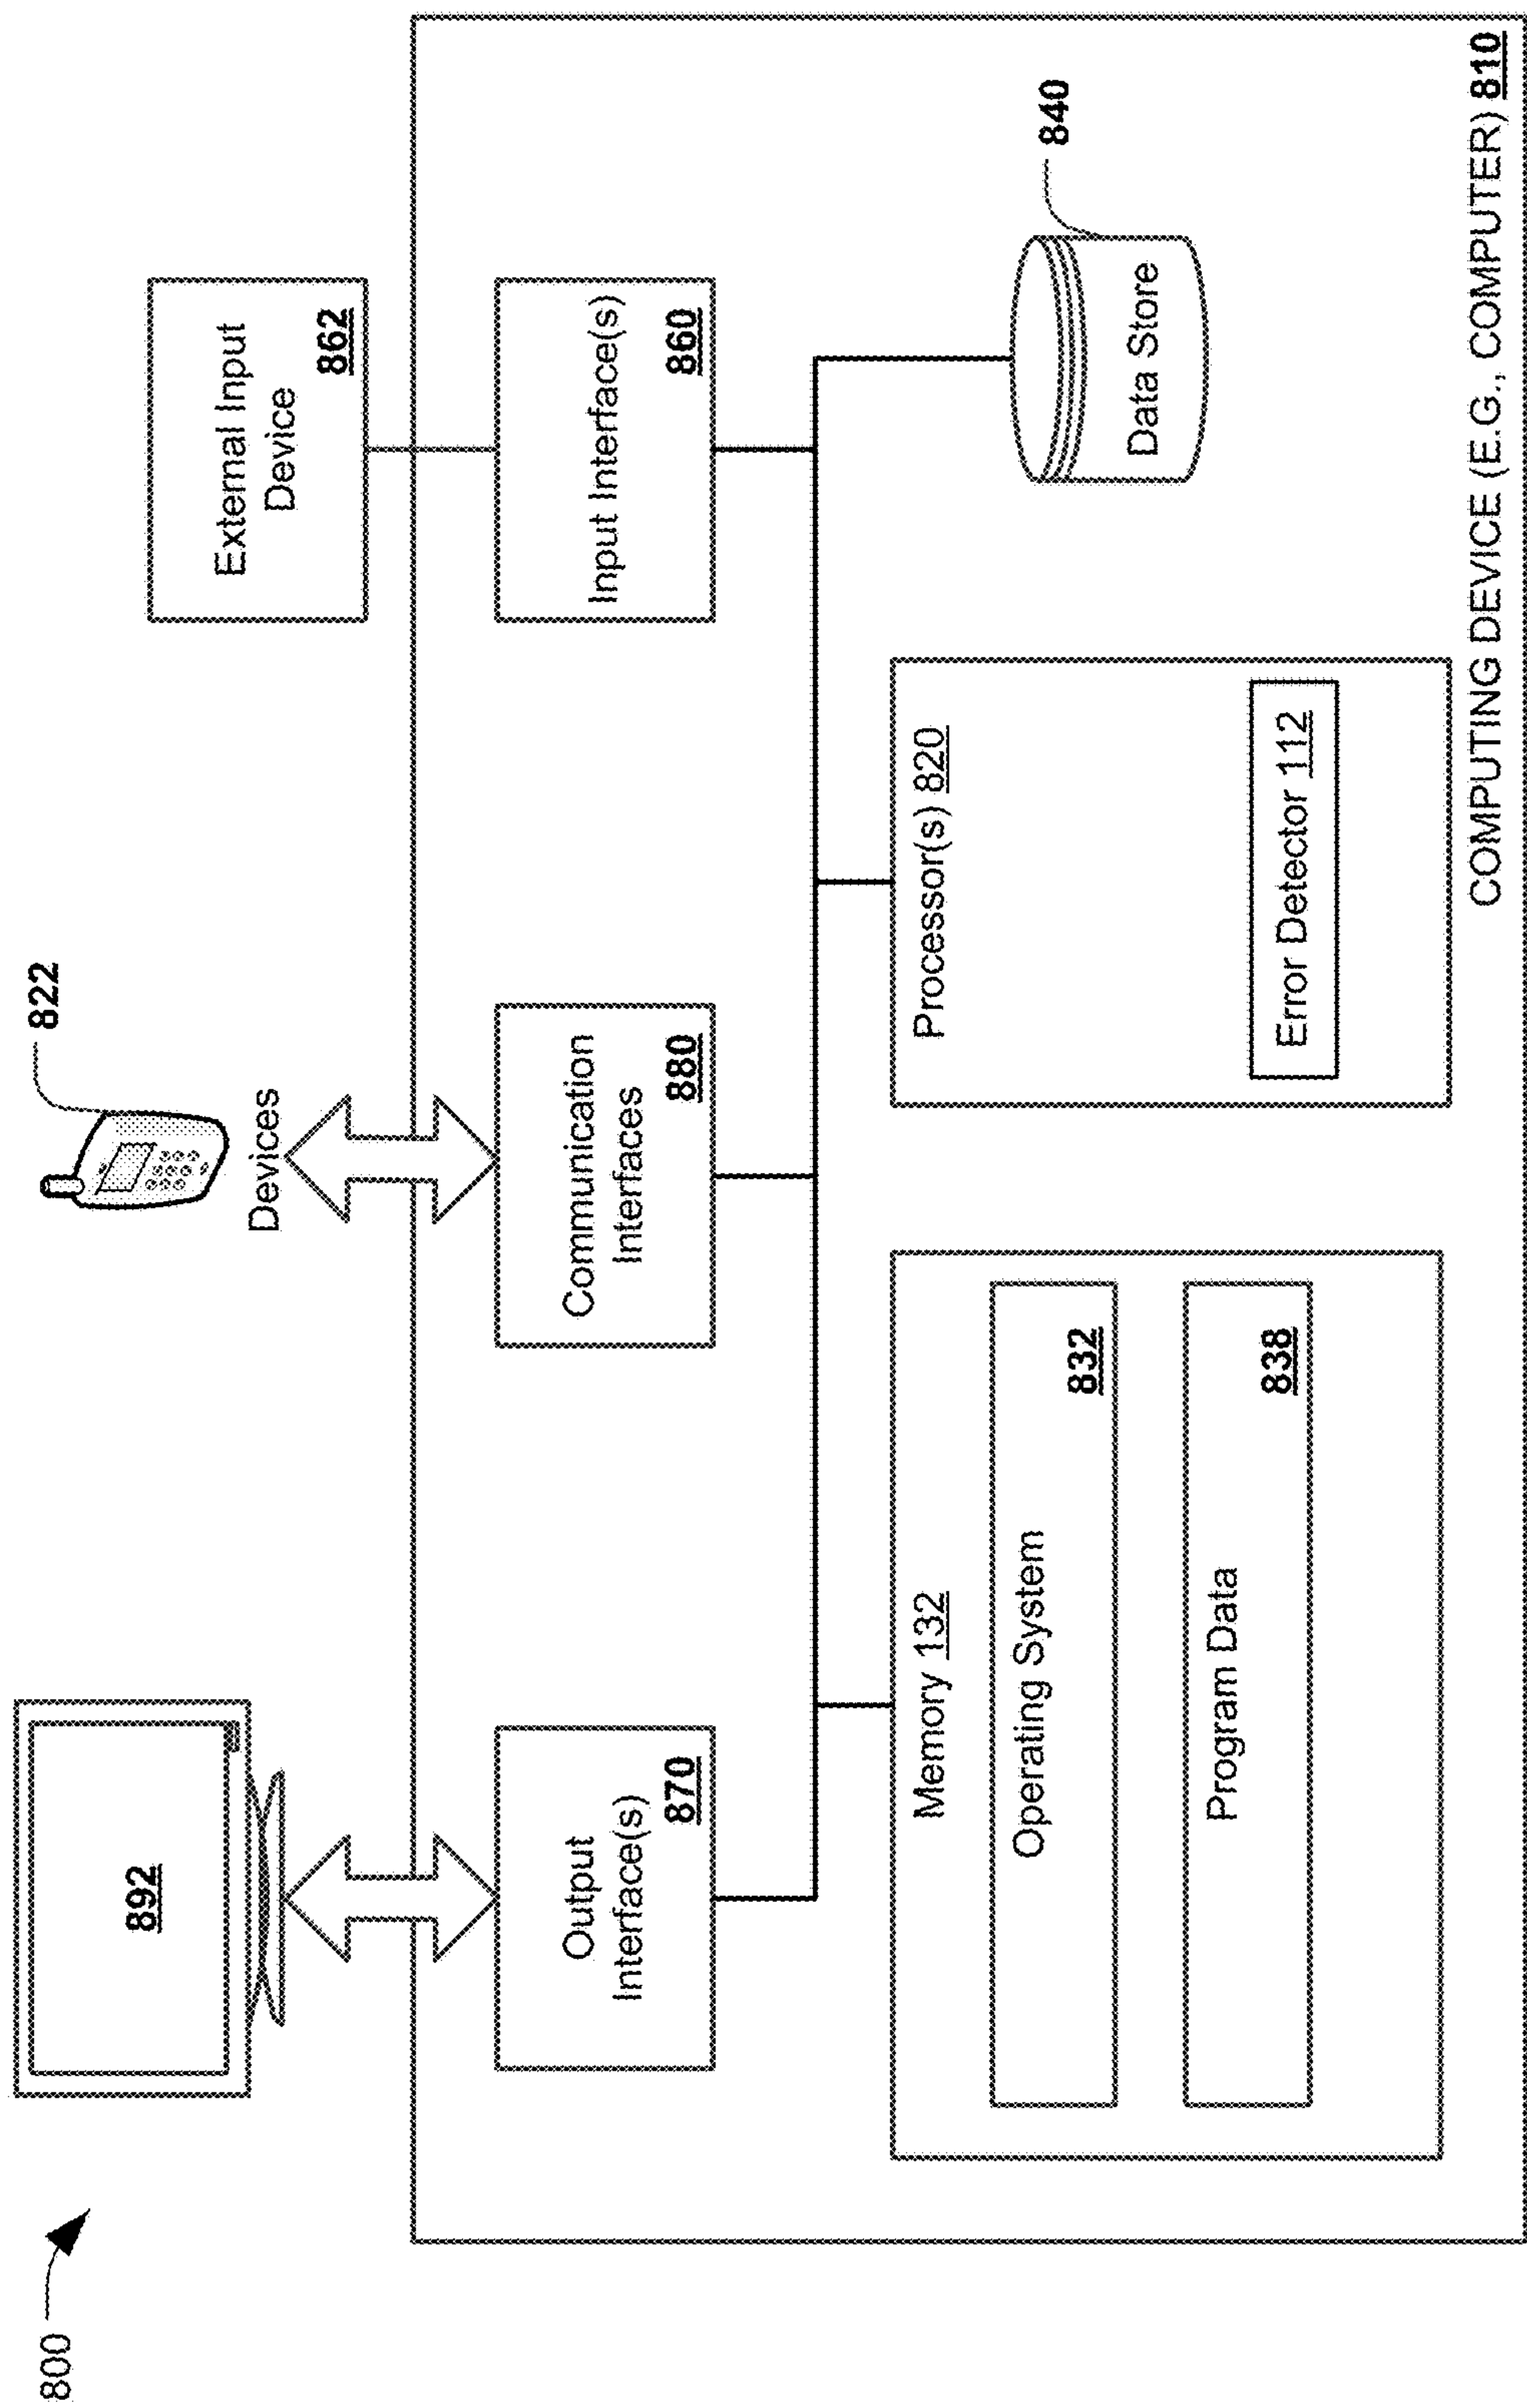 800
892
822
Devices
External Input
Device
862
Output
Interface(s)
870
Communication
Interfaces
880
Input Interface(s)
860
Memory 132
Operating System
832
Program Data
838
Processor(s) 820
Error Detector 112
840
Data Store
COMPUTING DEVICE (E.G., COMPUTER) 810